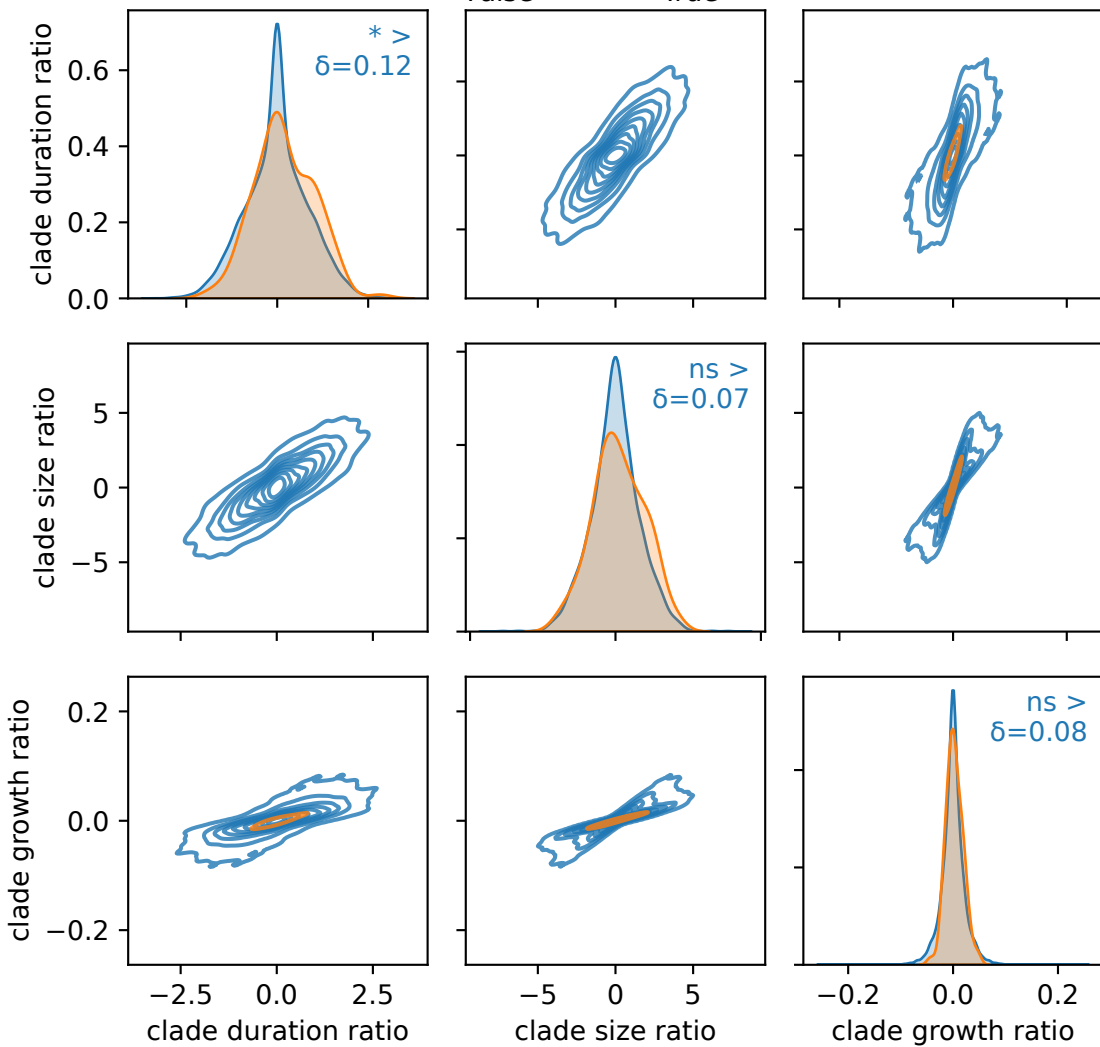 clade duration ratio
0.6
0.4
0.2
0.0
* >
δ=0.12
clade size ratio
5
0
−5
ns >
δ=0.07
clade growth ratio
0.2
0.0
−0.2
ns >
δ=0.08
−2.5 0.0 2.5
−5 0 5
−0.2 0.0 0.2
clade duration ratio
clade size ratio
clade growth ratio